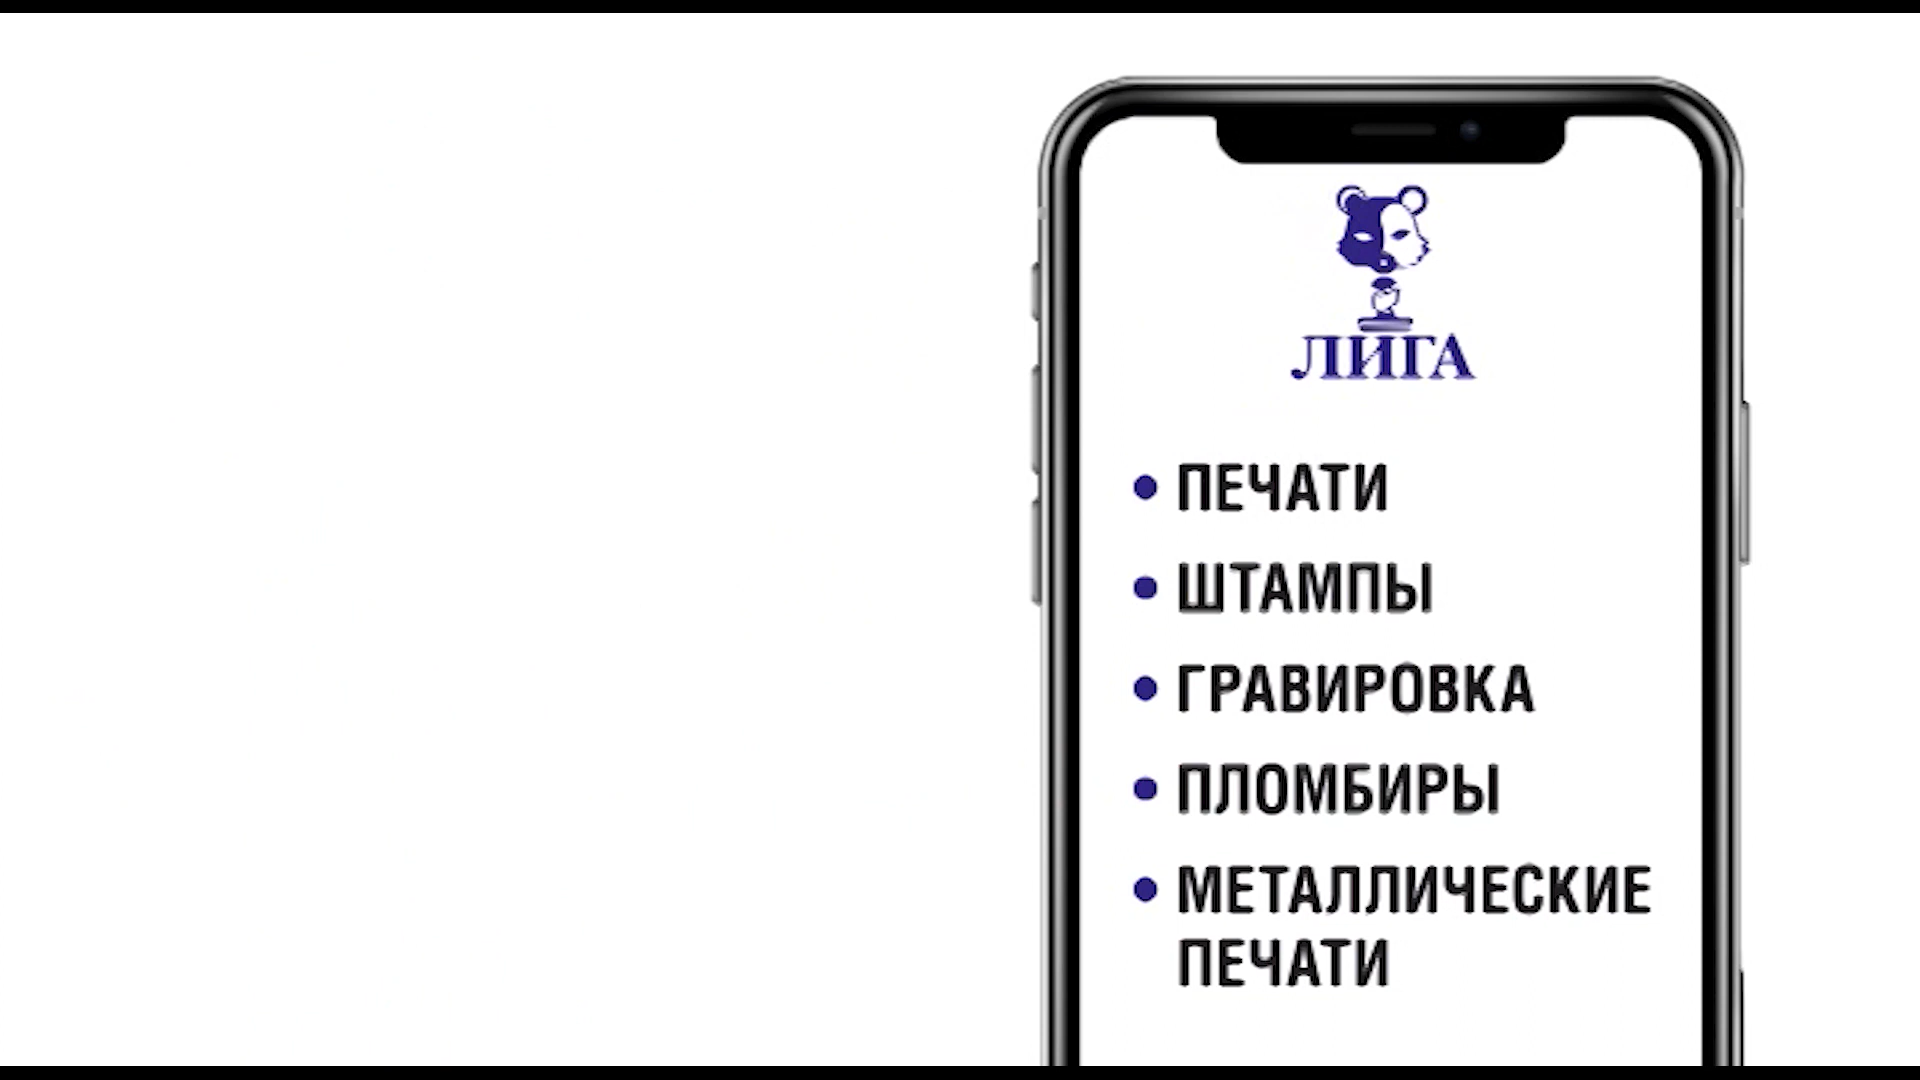 ЛИГА
• ПЕЧАТИ
• ШТАМПЫ
• ГРАВИРОВКА
• ПЛОМБИРЫ
• МЕТАЛЛИЧЕСКИЕ
ПЕЧАТИ